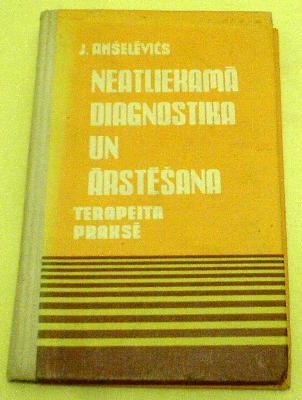 J. ANŠELĒVIČS
NEATLIEKAMĀ
DIAGNOSTIKA
UN
ĀRSTĒŠANA
TERAPEITA
PRAKSĒ